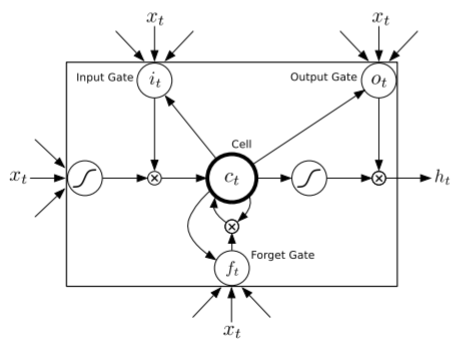 x_t x_t
Input Gate i_t Output Gate o_t
Cell
x_t c_t h_t
Forget Gate
f_t
x_t